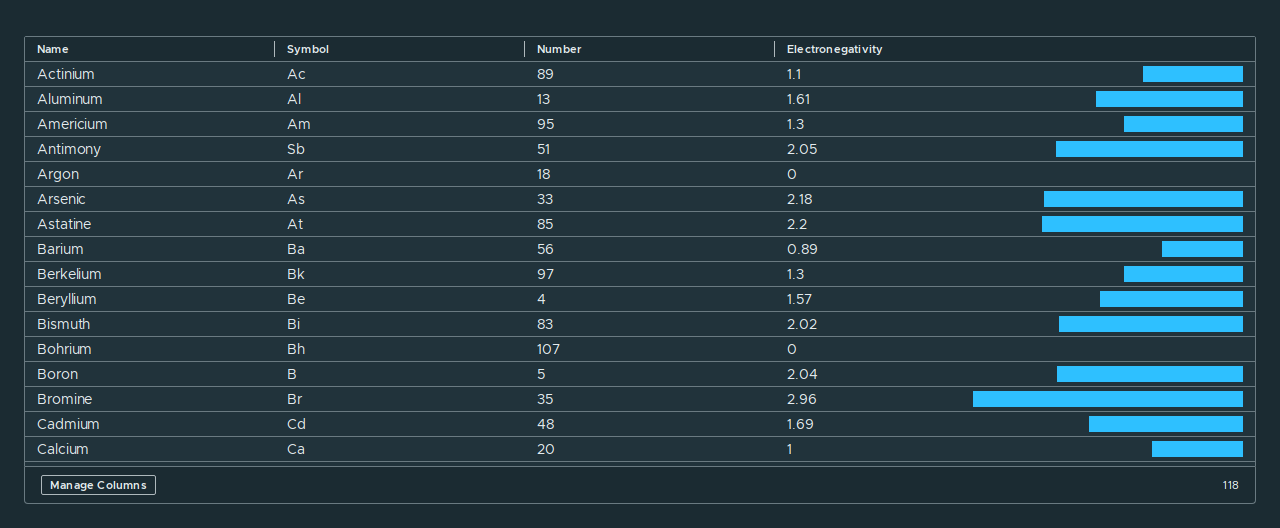 Name Symbol Number Electronegativity
Actinium Ac 89 1.1
Aluminum Al 13 1.61
Americium Am 95 1.3
Antimony Sb 51 2.05
Argon Ar 18 0
Arsenic As 33 2.18
Astatine At 85 2.2
Barium Ba 56 0.89
Berkelium Bk 97 1.3
Beryllium Be 4 1.57
Bismuth Bi 83 2.02
Bohrium Bh 107 0
Boron B 5 2.04
Bromine Br 35 2.96
Cadmium Cd 48 1.69
Calcium Ca 20 1
Manage Columns 118